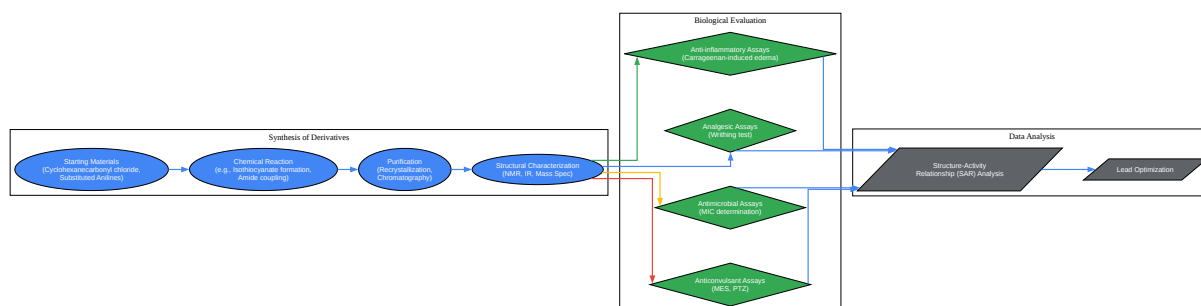 Synthesis of Derivatives
Starting Materials
(Cyclohexanecarbonyl chloride,
Substituted Anilines)
Chemical Reaction
(e.g., Isothiocyanate formation,
Amide coupling)
Purification
(Recrystallization,
Chromatography)
Structural Characterization
(NMR, IR, Mass Spec)
Biological Evaluation
Anti-inflammatory Assays
(Carrageenan-induced edema)
Analgesic Assays
(Writhing test)
Antimicrobial Assays
(MIC determination)
Anticonvulsant Assays
(MES, PTZ)
Data Analysis
Structure-Activity
Relationship (SAR) Analysis
Lead Optimization